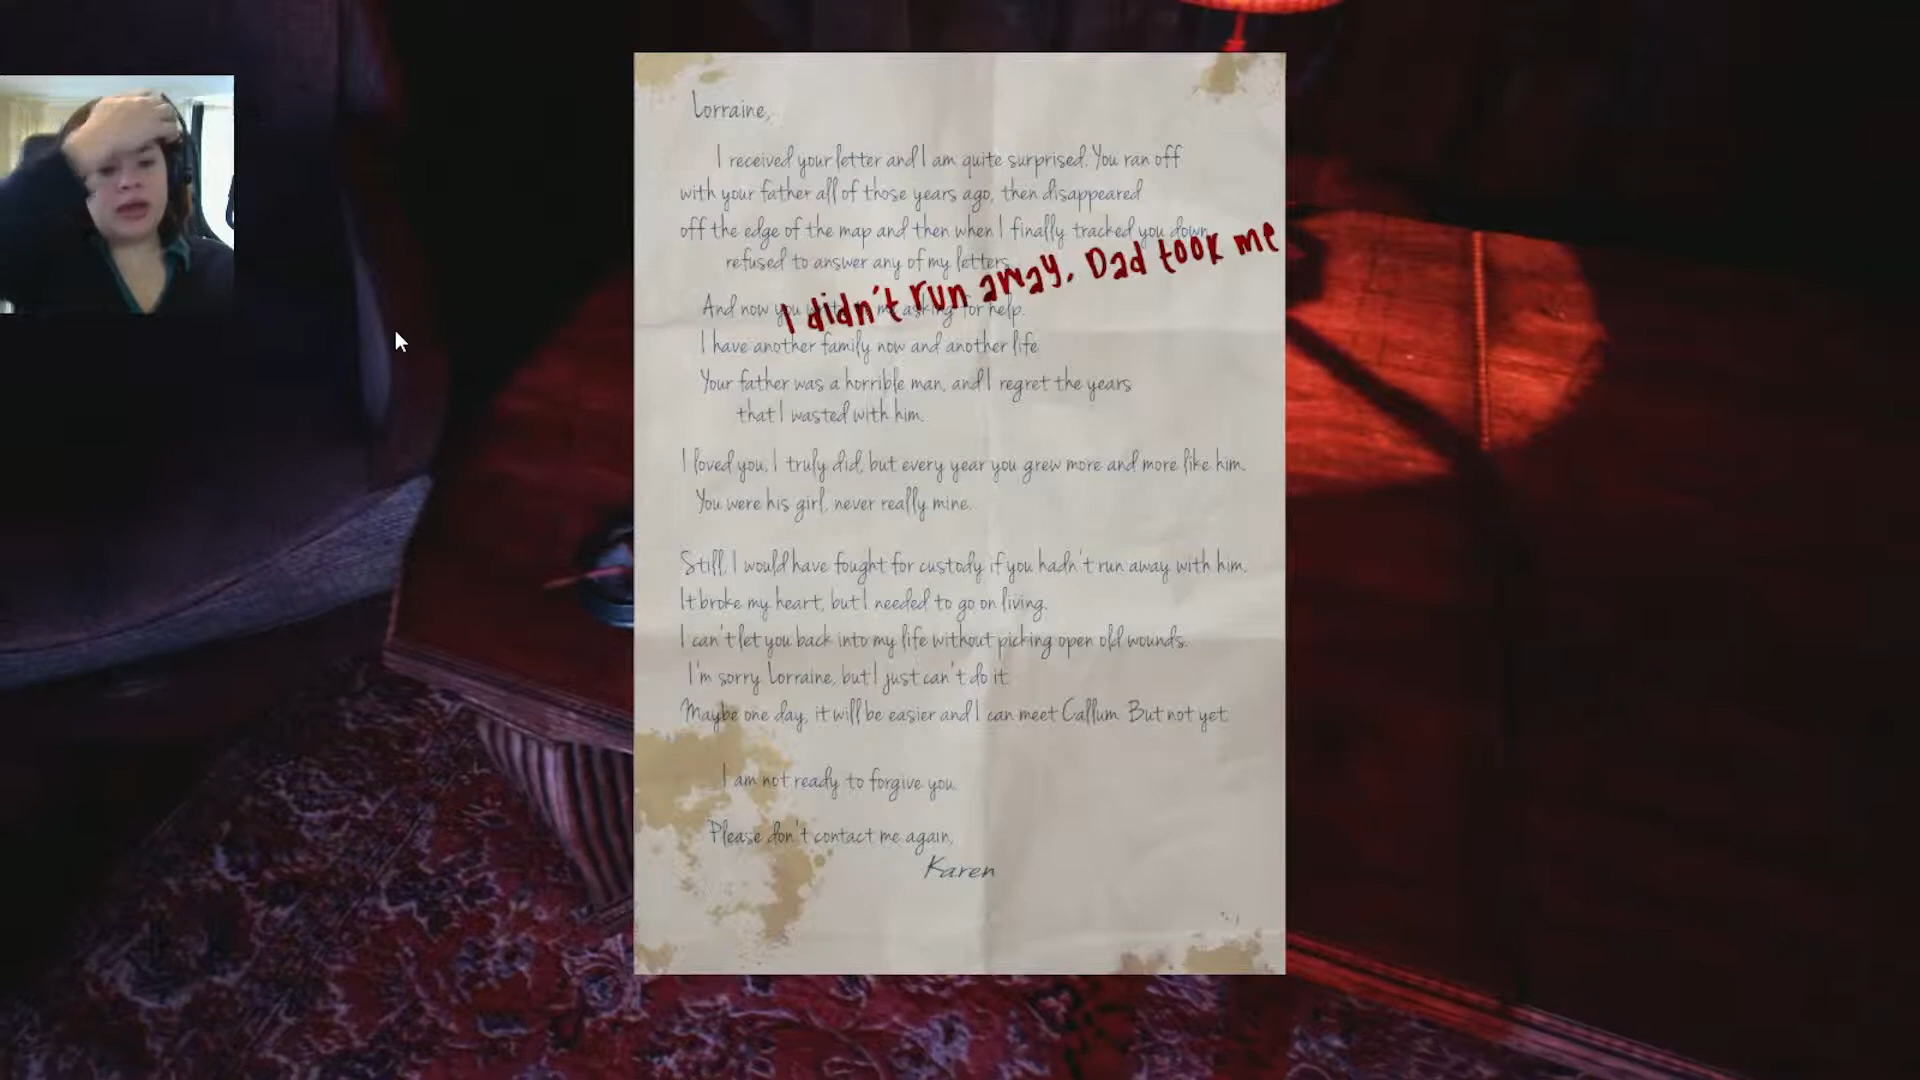 Lorraine,
I received your letter and I am quite surprised. You ran off
with your father all of those years ago, then disappeared
off the edge of the map and then when I finally tracked you down,
refused to answer any of my letters.
I didn't run away, Dad took me
And now you me asking for help.
I have another family now and another life
Your father was a horrible man, and I regret the years
that I wasted with him.
I loved you, I truly did, but every year you grew more and more like him.
You were his girl, never really mine.
Still, I would have fought for custody if you hadn't run away with him.
It broke my heart, but I needed to go on living.
I can't let you back into my life without picking open old wounds.
I'm sorry Lorraine, but I just can't do it.
Maybe one day, it will be easier and I can meet Callum. But not yet.
I am not ready to forgive you.
Please don't contact me again,
Karen